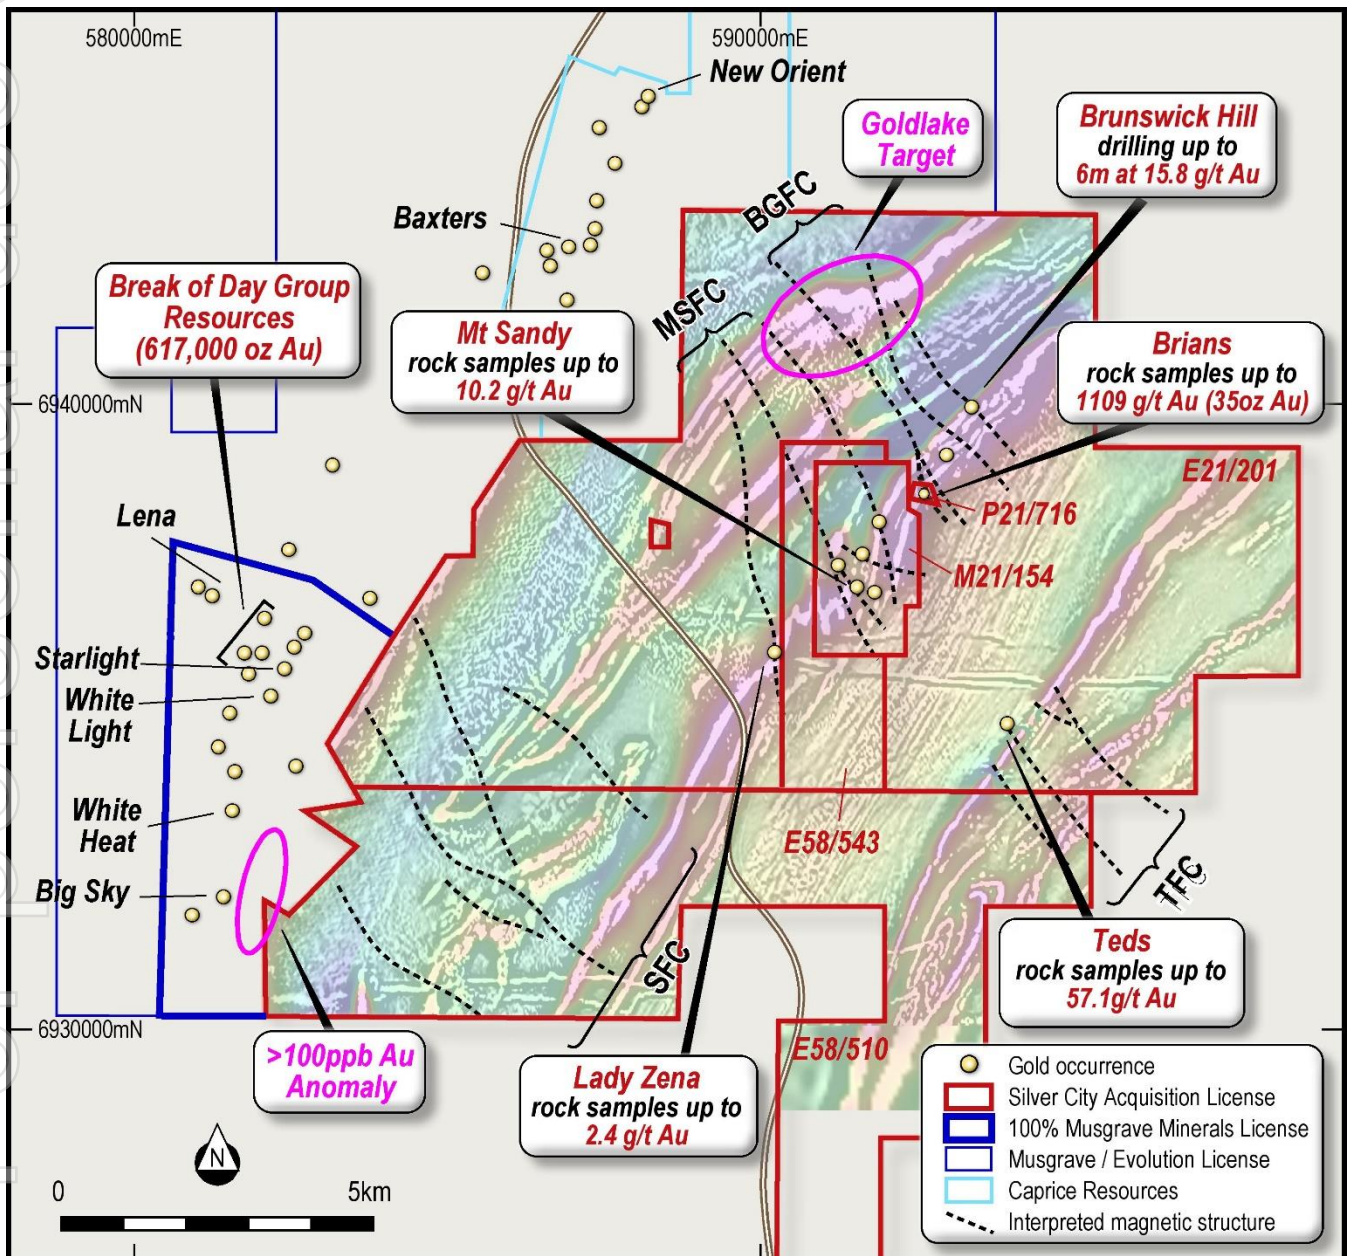 580000mE
590000mE
New Orient
Goldlake
Target
Brunswick Hill
drilling up to
6m at 15.8 g/t Au
BGFC
Baxters
Break of Day Group
Resources
(617,000 oz Au)
MSFC
Mt Sandy
rock samples up to
10.2 g/t Au
Brians
rock samples up to
1109 g/t Au (35oz Au)
6940000mN
E21/201
Lena
P21/716
M21/154
Starlight
White
Light
White
Heat
E58/543
Big Sky
TFC
SFC
Teds
rock samples up to
57.1g/t Au
6930000mN
>100ppb Au
Anomaly
E58/510
Lady Zena
rock samples up to
2.4 g/t Au
Gold occurrence
Silver City Acquisition License
100% Musgrave Minerals License
Musgrave / Evolution License
Caprice Resources
Interpreted magnetic structure
N
0
5km